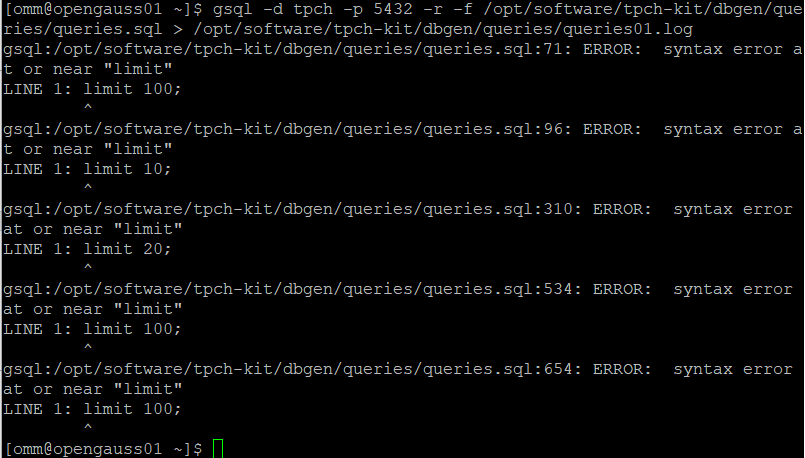 [omm@opengauss01 ~]$ gsql -d tpch -p 5432 -r -f /opt/software/tpch-kit/dbgen/que
ries/queries.sql > /opt/software/tpch-kit/dbgen/queries/queries01.log
gsql:/opt/software/tpch-kit/dbgen/queries/queries.sql:71: ERROR:  syntax error a
t or near "limit"
LINE 1: limit 100;
        ^
gsql:/opt/software/tpch-kit/dbgen/queries/queries.sql:96: ERROR:  syntax error a
t or near "limit"
LINE 1: limit 10;
        ^
gsql:/opt/software/tpch-kit/dbgen/queries/queries.sql:310: ERROR:  syntax error
at or near "limit"
LINE 1: limit 20;
        ^
gsql:/opt/software/tpch-kit/dbgen/queries/queries.sql:534: ERROR:  syntax error
at or near "limit"
LINE 1: limit 100;
        ^
gsql:/opt/software/tpch-kit/dbgen/queries/queries.sql:654: ERROR:  syntax error
at or near "limit"
LINE 1: limit 100;
        ^
[omm@opengauss01 ~]$